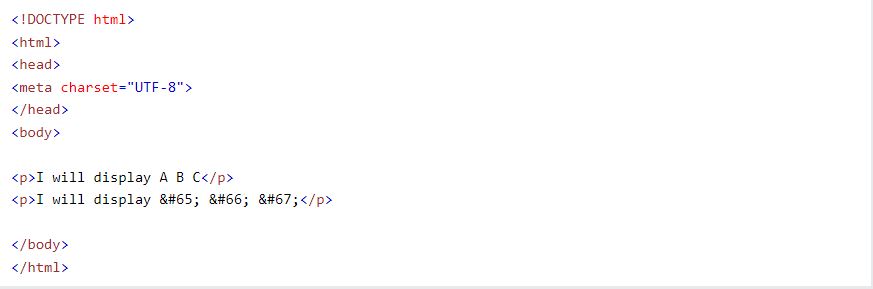 <!DOCTYPE html>
<html>
<head>
<meta charset="UTF-8">
</head>
<body>
<p>I will display A B C</p>
<p>I will display &#65; &#66; &#67;</p>
</body>
</html>